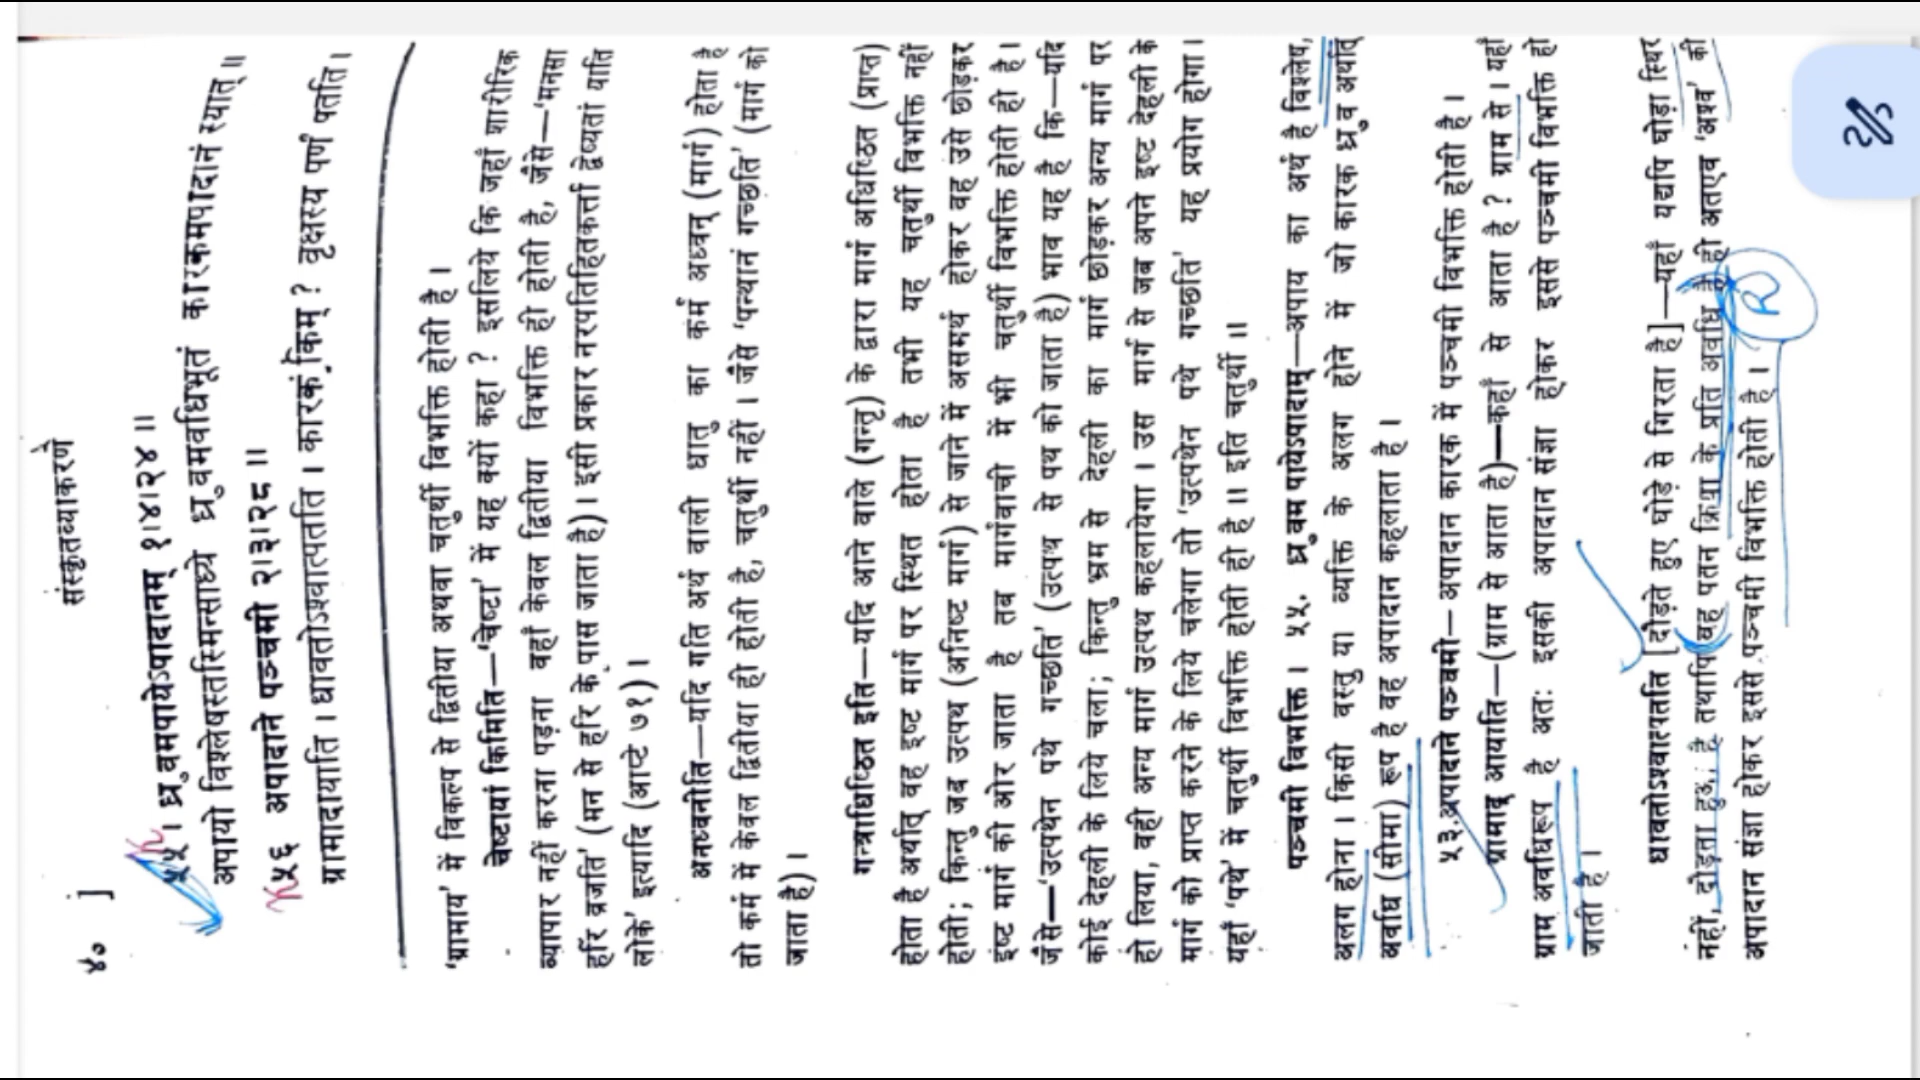 ४०    ]
संस्कृतव्याकरणे
५५ । ध्रुवमपायेऽपादानम् १।४।२४॥
अपायो विश्लेषस्तस्मिन्साध्ये ध्रुवमवधिभूतं कारकमपादानं स्यात् ॥
५६ अपादाने पञ्चमी २।३।२८॥
ग्रामादायाति । धावतोऽश्वात्पतति । कारकं किम् ? वृक्षस्य पर्णं पतति ।
'ग्रामाय' में विकल्प से द्वितीया अथवा चतुर्थी विभक्ति होती है ।
चेष्टायां किमिति—'चेष्टा' में यह क्यों कहा ? इसलिये कि जहाँ शारीरिक
व्यापार नहीं करना पड़ता वहाँ केवल द्वितीया विभक्ति ही होती है, जैसे—'मनसा
हरिं व्रजति' (मन से हरि के पास जाता है) । इसी प्रकार नरपतिहितकर्त्ता द्वेष्यतां याति
लोके' इत्यादि (आप्टे ७१) ।
अनध्वनीति—यदि गति अर्थ वाली धातु का कर्म अध्वन् (मार्ग) होता है
तो कर्म में केवल द्वितीया ही होती है, चतुर्थी नहीं । जैसे 'पन्थानं गच्छति' (मार्ग को
जाता है) ।
गन्त्राधिष्ठित इति—यदि आने वाले (गन्तृ) के द्वारा मार्ग अधिष्ठित (प्राप्त)
होता है अर्थात् वह इष्ट मार्ग पर स्थित होता है तभी यह चतुर्थी विभक्ति नहीं
होती; किन्तु जब उत्पथ (अनिष्ट मार्ग) से जाने में असमर्थ होकर वह उसे छोड़कर
इष्ट मार्ग की ओर जाता है तब मार्गवाची में भी चतुर्थी विभक्ति होती ही है ।
जैसे—'उत्पथेन पथे गच्छति' (उत्पथ से पथ को जाता है) भाव यह है कि—यदि
कोई देहली के लिये चला; किन्तु भ्रम से देहली का मार्ग छोड़कर अन्य मार्ग पर
हो लिया, वही अन्य मार्ग उत्पथ कहलायेगा । उस मार्ग से जब अपने इष्ट देहली के
मार्ग को प्राप्त करने के लिये चलेगा तो 'उत्पथेन पथे गच्छति' यह प्रयोग होगा ।
यहाँ 'पथे' में चतुर्थी विभक्ति होती ही है ॥ इति चतुर्थी ॥
पञ्चमी विभक्ति । ५५. ध्रुवमपायेऽपादानम्—अपाय का अर्थ है विश्लेष,
अलग होना । किसी वस्तु या व्यक्ति के अलग होने में जो कारक ध्रुव अर्थात्
अवधि (सीमा) रूप है वह अपादान कहलाता है ।
५३. अपादाने पञ्चमी—अपादान कारक में पञ्चमी विभक्ति होती है ।
ग्रामाद् आयाति—(ग्राम से आता है)—कहाँ से आता है ? ग्राम से । यहाँ
ग्राम अवधिरूप है अतः इसकी अपादान संज्ञा होकर इससे पञ्चमी विभक्ति हो
जाती है ।
धावतोऽश्वात्पतति [दौड़ते हुए घोड़े से गिरता है]—यहाँ यद्यपि घोड़ा स्थिर
नहीं, दौड़ता हुआ है तथापि वह पतन क्रिया के प्रति अवधि है ही अतएव 'अश्व' की
अपादान संज्ञा होकर इससे पञ्चमी विभक्ति होती है ।
R